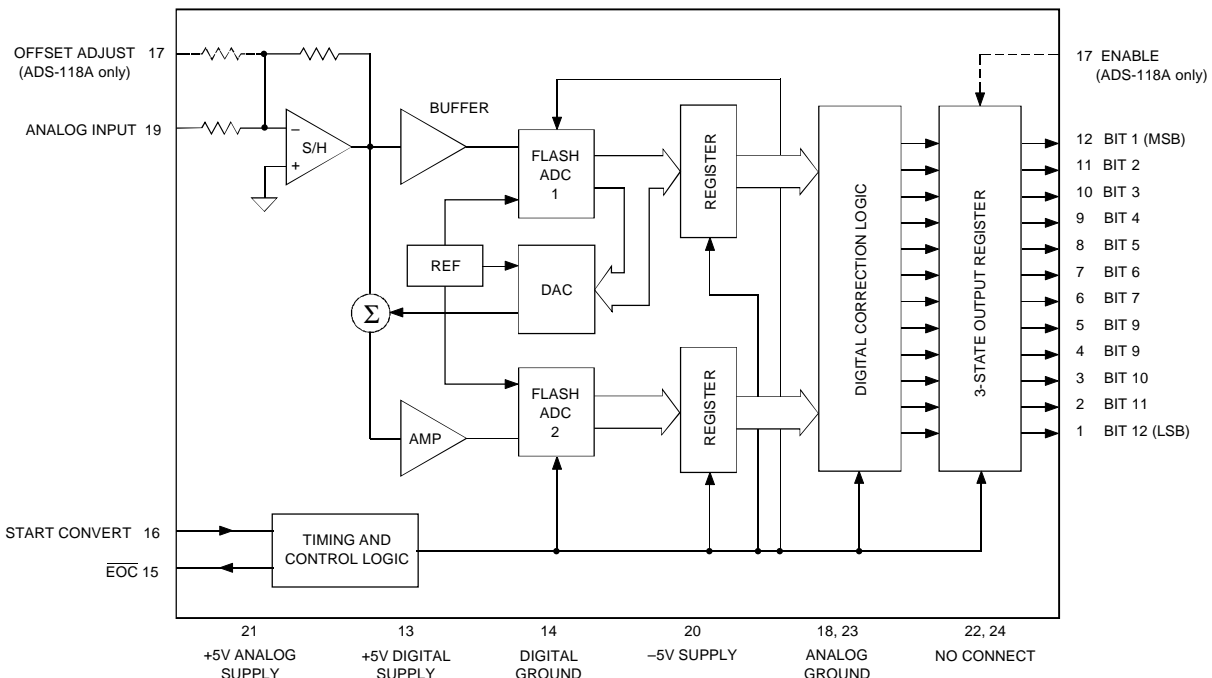 OFFSET ADJUST 17
(ADS-118A only)
ANALOG INPUT 19
–
S/H
+
BUFFER
FLASH
ADC
1
REGISTER
REF
DAC
Σ
AMP
FLASH
ADC
2
REGISTER
DIGITAL CORRECTION LOGIC
3-STATE OUTPUT REGISTER
17 ENABLE
(ADS-118A only)
12 BIT 1 (MSB)
11 BIT 2
10 BIT 3
9 BIT 4
8 BIT 5
7 BIT 6
6 BIT 7
5 BIT 9
4 BIT 9
3 BIT 10
2 BIT 11
1 BIT 12 (LSB)
START CONVERT 16
EOC 15
TIMING AND
CONTROL LOGIC
21
+5V ANALOG
SUPPLY
13
+5V DIGITAL
SUPPLY
14
DIGITAL
GROUND
20
–5V SUPPLY
18, 23
ANALOG
GROUND
22, 24
NO CONNECT